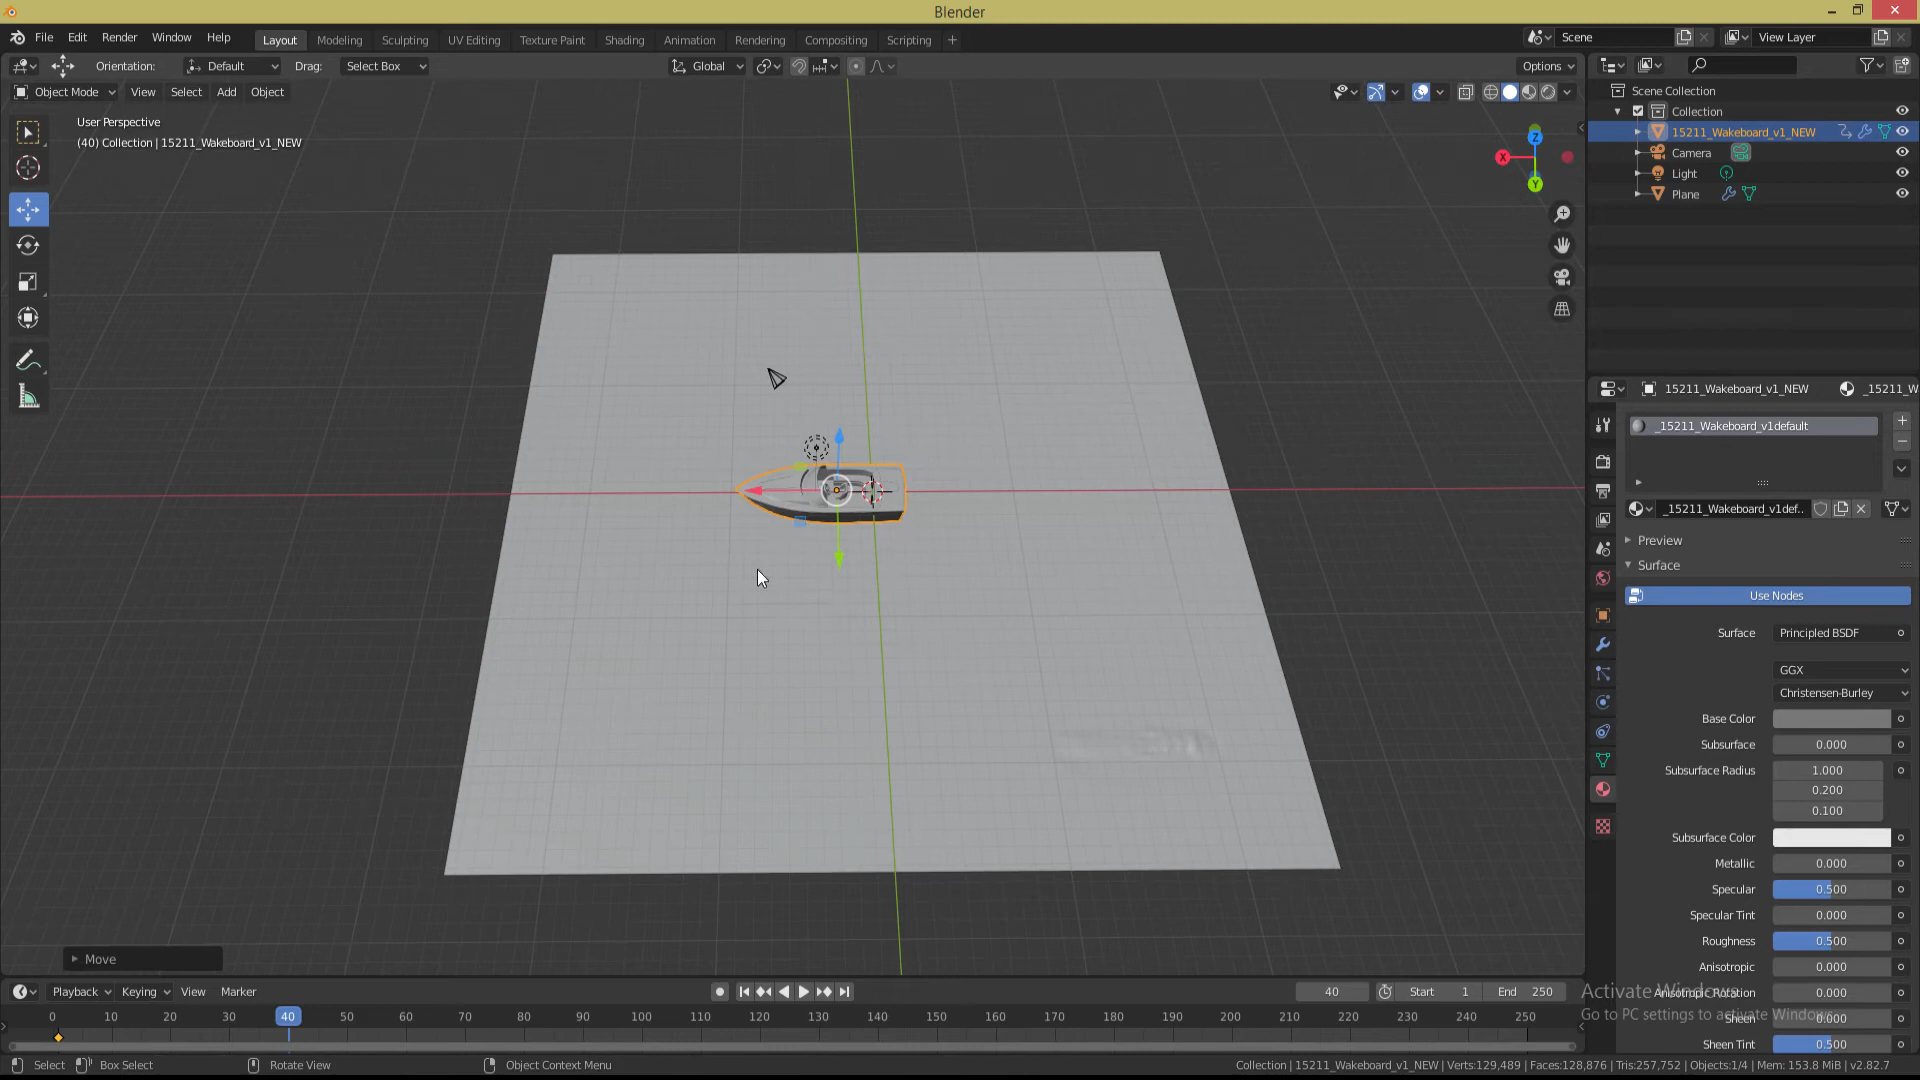 Blender
File Edit Render Window Help
Layout Modeling Sculpting UV Editing Texture Paint Shading Animation Rendering Compositing Scripting +
Scene
View Layer
Orientation: Default Drag: Select Box
Global
Options
Object Mode View Select Add Object
User Perspective
(40) Collection | 15211_Wakeboard_v1_NEW
Z
X
Y
Scene Collection
Collection
15211_Wakeboard_v1_NEW
Camera
Light
Plane
15211_Wakeboard_v1_NEW _15211_W
_15211_Wakeboard_v1default
_15211_Wakeboard_v1def..
Preview
Surface
Use Nodes
Surface Principled BSDF
GGX
Christensen-Burley
Base Color
Subsurface 0.000
Subsurface Radius 1.000
0.200
0.100
Subsurface Color
Metallic 0.000
Specular 0.500
Specular Tint 0.000
Roughness 0.500
Anisotropic 0.000
Anisotropic Rotation 0.000
Sheen 0.000
Sheen Tint 0.500
Activate Windows
Go to PC settings to activate Windows.
Move
Playback Keying View Marker
40 Start 1 End 250
0 10 20 30 40 50 60 70 80 90 100 110 120 130 140 150 160 170 180 190 200 210 220 230 240 250
Select Box Select Rotate View Object Context Menu
Collection | 15211_Wakeboard_v1_NEW | Verts:129,489 | Faces:128,876 | Tris:257,752 | Objects:1/4 | Mem: 153.8 MiB | v2.82.7